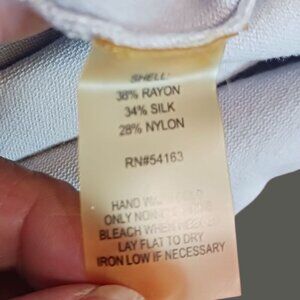 SHELL:
38% RAYON
34% SILK
28% NYLON
RN#54163
HAND
ONLY
BLEACH WHEN
LAY FLAT TO DRY
IRON LOW IF NECESSARY